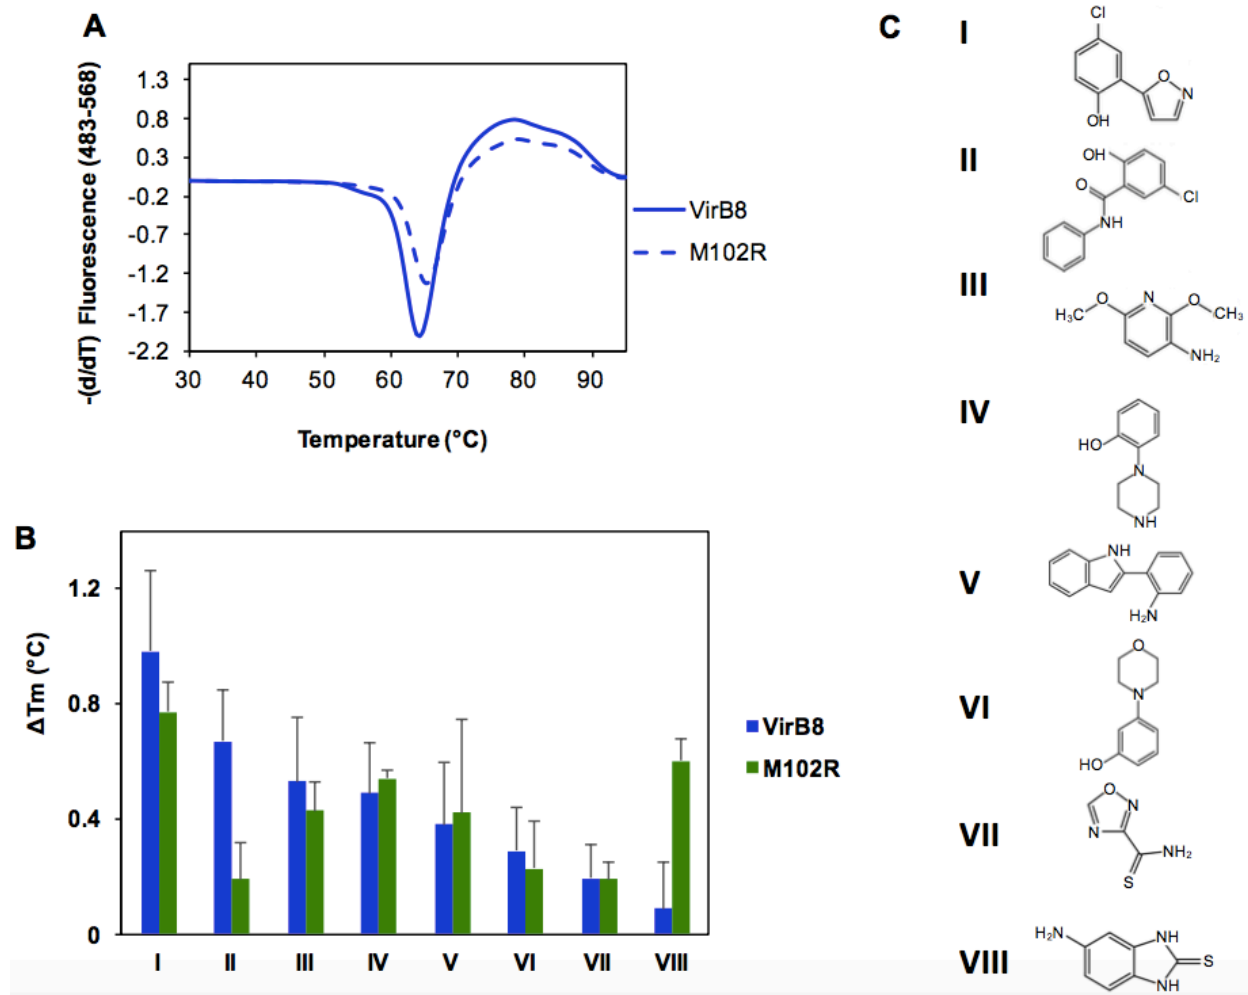 A
-(d/dT) Fluorescence (483-568)
1.3
0.8
0.3
-0.2
-0.7
-1.2
-1.7
-2.2
30 40 50 60 70 80 90
Temperature (°C)
VirB8
M102R
B
ΔTm (°C)
1.2
0.8
0.4
0
I II III IV V VI VII VIII
VirB8
M102R
C
I
Cl
O
N
OH
II
OH
O
Cl
NH
III
H₃C
O
N
O
CH₃
NH₂
IV
HO
N
NH
V
NH
H₂N
VI
O
N
HO
VII
O
N
N
NH₂
S
VIII
H₂N
NH
S
NH